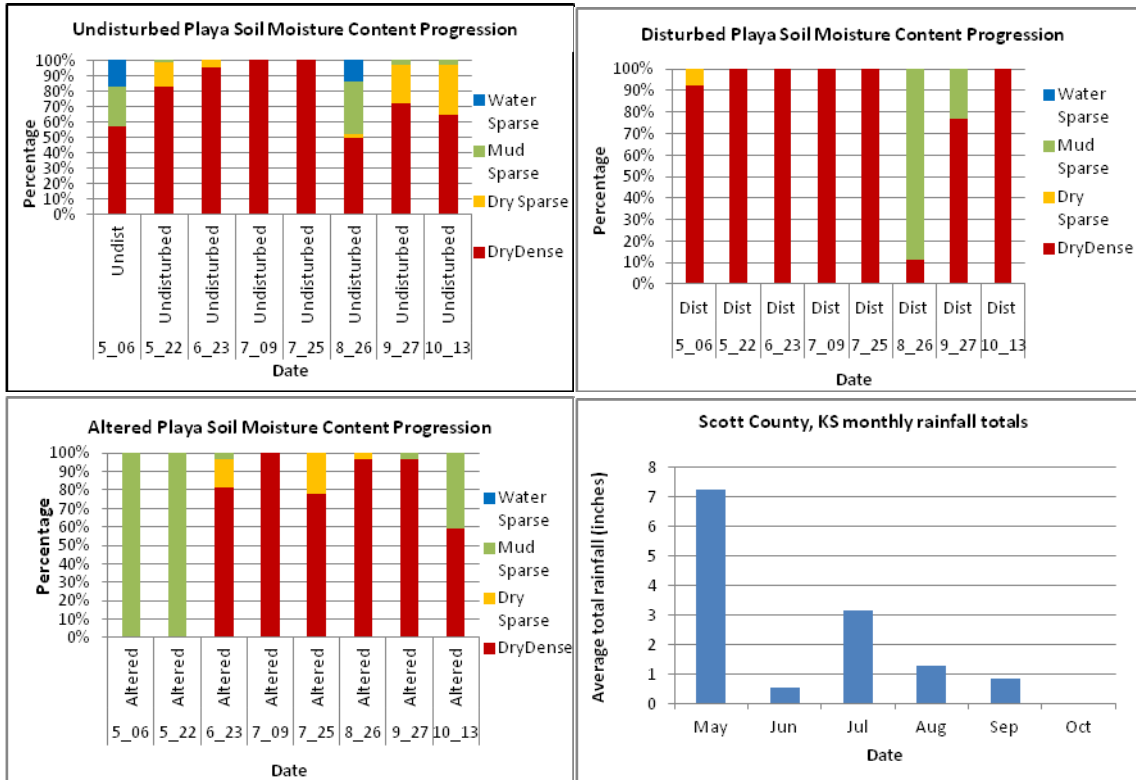 Undisturbed Playa Soil Moisture Content Progression
100%
90%
80%
70%
60%
50%
40%
30%
20%
10%
0%
Percentage
Undist
Undisturbed
Undisturbed
Undisturbed
Undisturbed
Undisturbed
Undisturbed
Undisturbed
5_06 5_22 6_23 7_09 7_25 8_26 9_27 10_13
Date
Water
Sparse
Mud
Sparse
Dry Sparse
DryDense
Disturbed Playa Soil Moisture Content Progression
100%
90%
80%
70%
60%
50%
40%
30%
20%
10%
0%
Percentage
Dist Dist Dist Dist Dist Dist Dist Dist
5_06 5_22 6_23 7_09 7_25 8_26 9_27 10_13
Date
Water
Sparse
Mud
Sparse
Dry
Sparse
DryDense
Altered Playa Soil Moisture Content Progression
100%
90%
80%
70%
60%
50%
40%
30%
20%
10%
0%
Percentage
Altered
Altered
Altered
Altered
Altered
Altered
Altered
Altered
5_06 5_22 6_23 7_09 7_25 8_26 9_27 10_13
Date
Water
Sparse
Mud
Sparse
Dry
Sparse
DryDense
Scott County, KS monthly rainfall totals
8
7
6
5
4
3
2
1
0
Average total rainfall (inches)
May Jun Jul Aug Sep Oct
Date